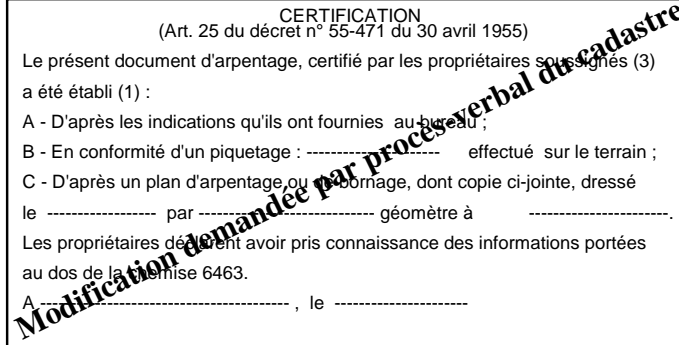 CERTIFICATION
(Art. 25 du décret n° 55-471 du 30 avril 1955)
Le présent document d'arpentage, certifié par les propriétaires soussignés (3)
a été établi (1) :
A - D'après les indications qu'ils ont fournies au bureau ;
B - En conformité d'un piquetage : --------------------- effectué sur le terrain ;
C - D'après un plan d'arpentage ou de bornage, dont copie ci-jointe, dressé
le ----------------- par --------------------------- géomètre à ----------------------.
Les propriétaires déclarent avoir pris connaissance des informations portées
au dos de la chemise 6463.
A --------------------------------------- , le ---------------------
Modification demandée par procès-verbal du cadastre